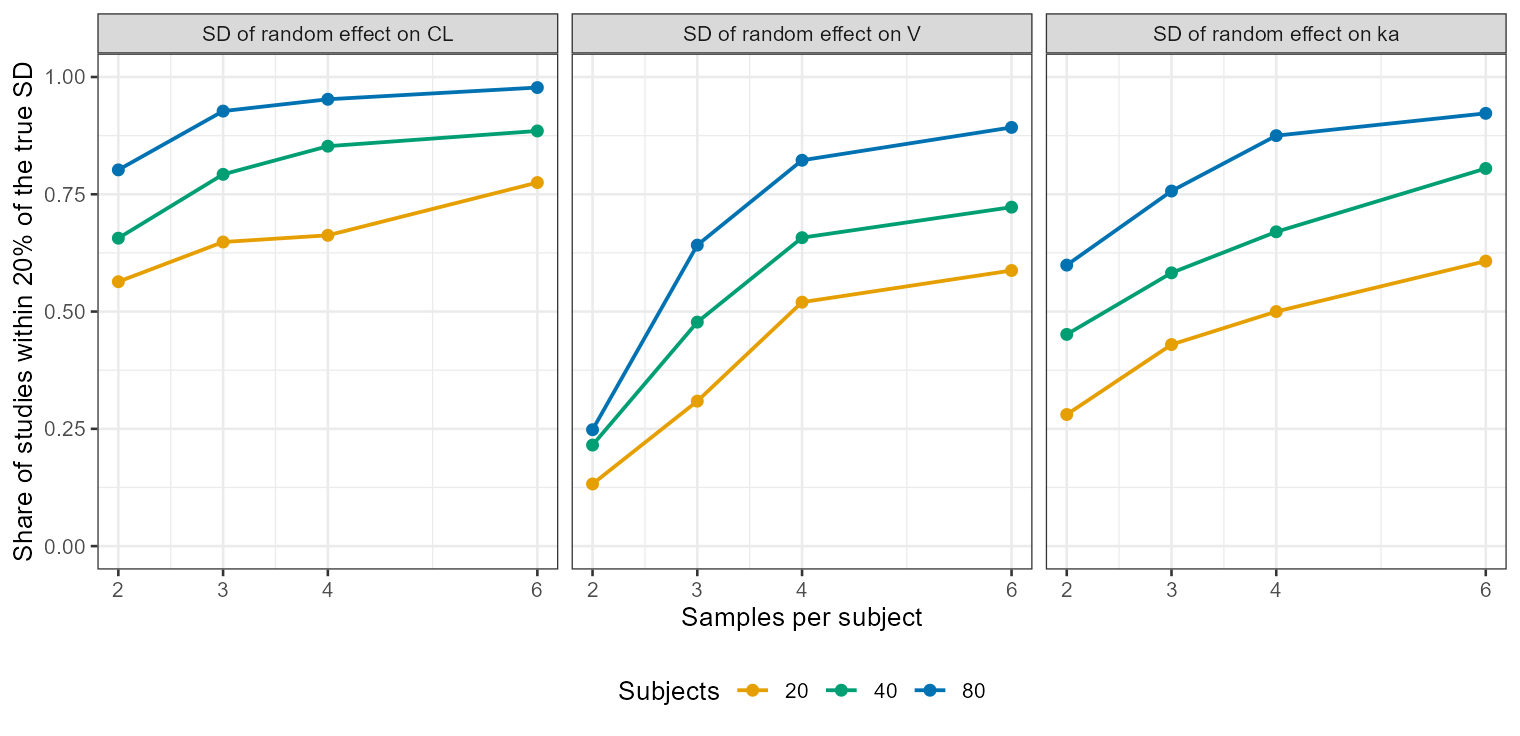 SD of random effect on CL
SD of random effect on V
SD of random effect on ka
Share of studies within 20% of the true SD
1.00
0.75
0.50
0.25
0.00
2 3 4 6
2 3 4 6
2 3 4 6
Samples per subject
Subjects 20 40 80